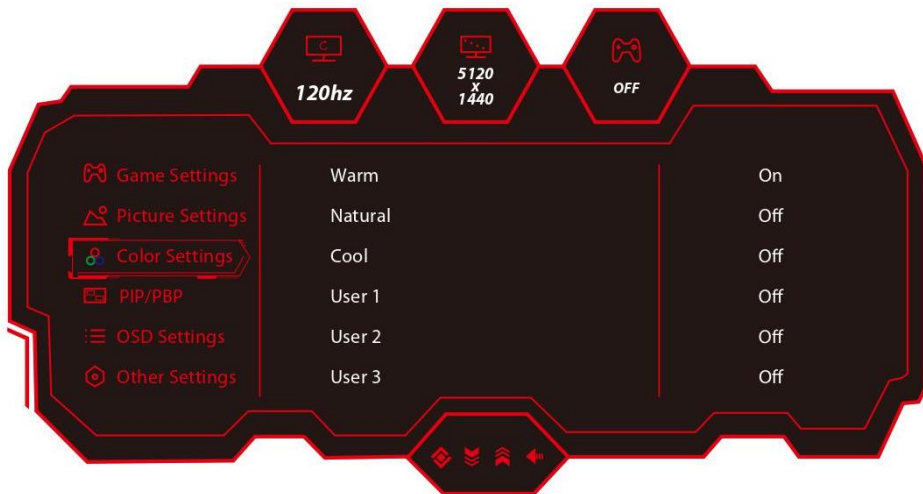 120hz
5120
x
1440
OFF
Game Settings
Warm
On
Picture Settings
Natural
Off
Color Settings
Cool
Off
PIP/PBP
User 1
Off
OSD Settings
User 2
Off
Other Settings
User 3
Off